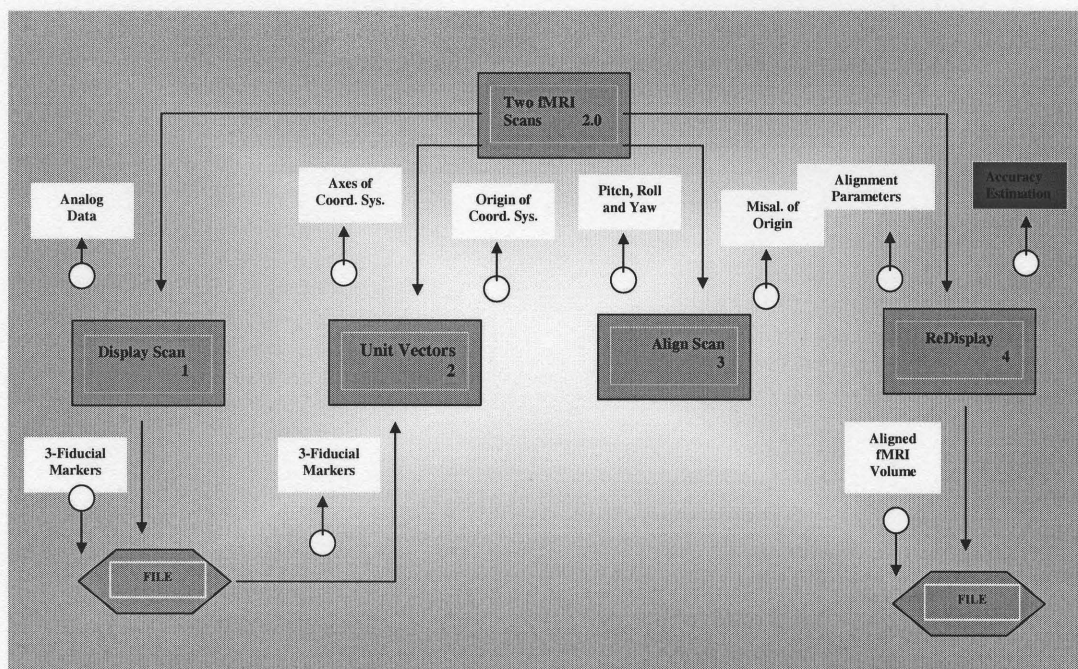 Two fMRI
Scans 2.0
Analog
Data
Axes of
Coord. Sys.
Origin of
Coord. Sys.
Pitch, Roll
and Yaw
Misal. of
Origin
Alignment
Parameters
Accuracy
Estimation
Display Scan
1
Unit Vectors
2
Align Scan
3
ReDisplay
4
3-Fiducial
Markers
3-Fiducial
Markers
Aligned
fMRI
Volume
FILE
FILE